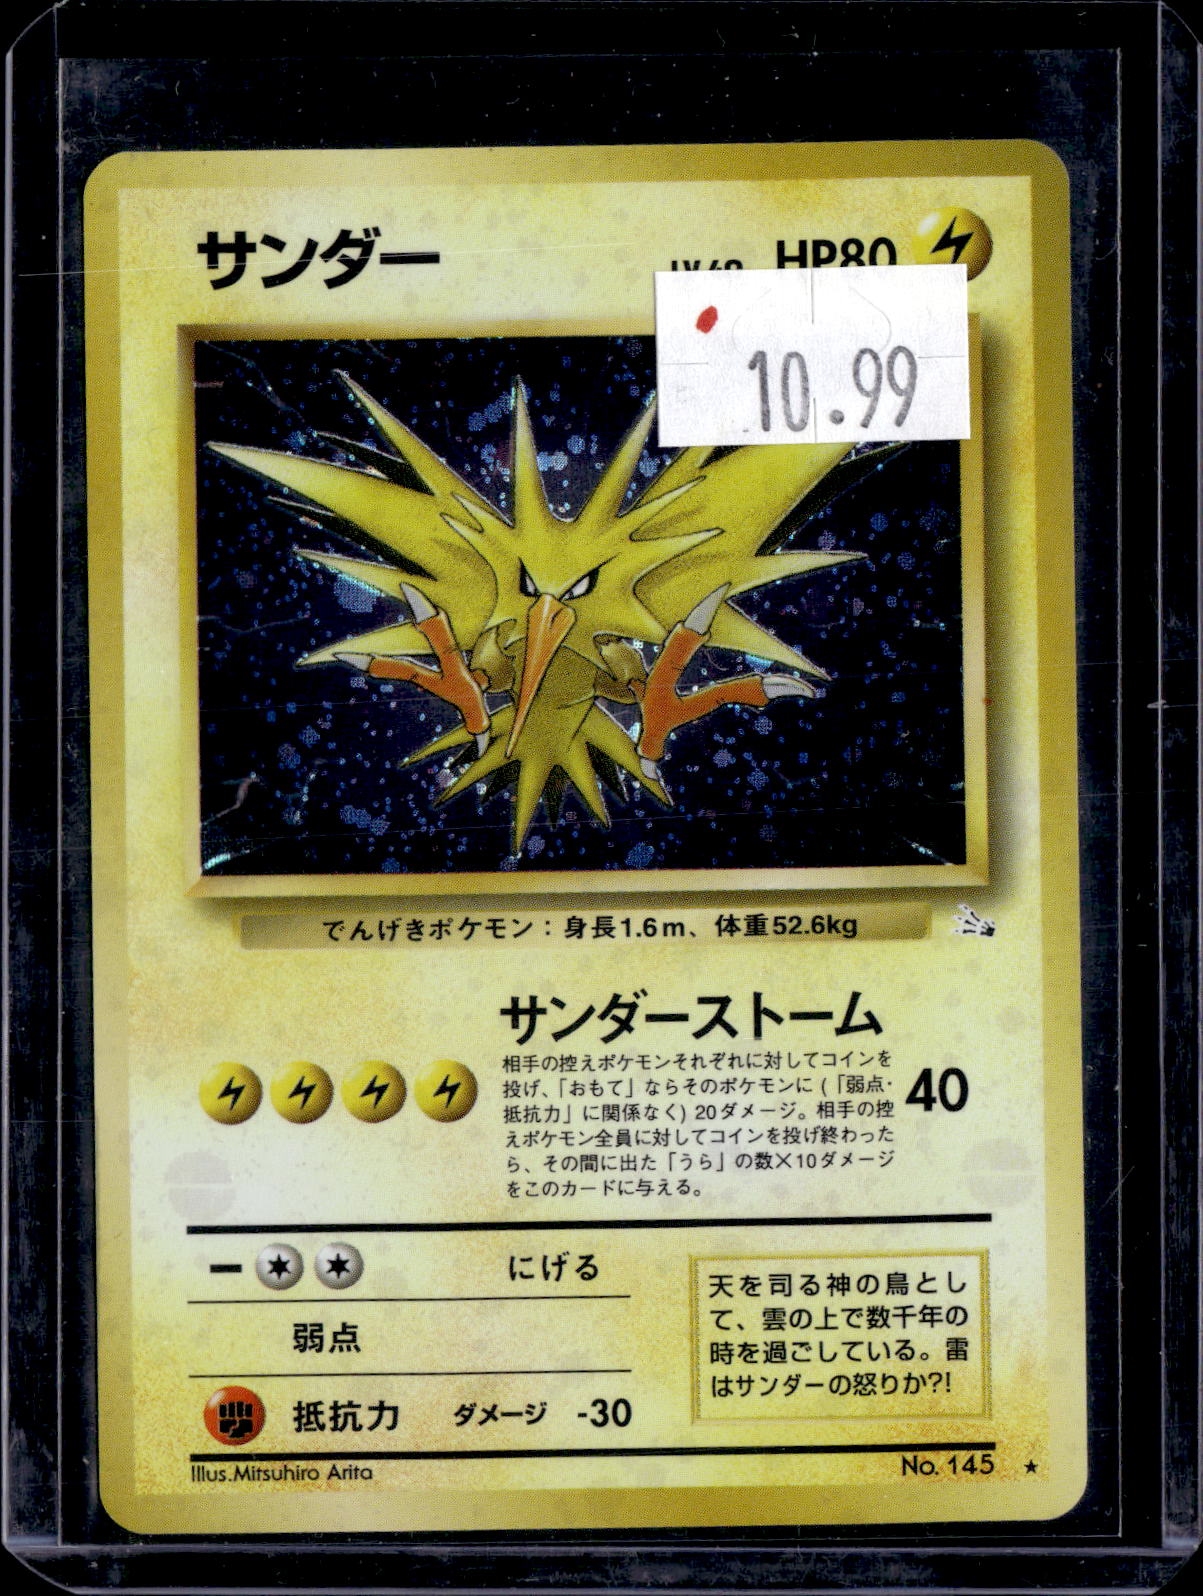 サンダー
HP80
10.99
でんげきポケモン：身長1.6m、体重52.6kg
サンダーストーム
相手の控えポケモンそれぞれに対してコインを
投げ、「おもて」ならそのポケモンに（「弱点・
抵抗力」に関係なく）20ダメージ。相手の控
えポケモン全員に対してコインを投げ終わった
ら、その間に出た「うら」の数×10ダメージ
をこのカードに与える。
40
にげる
弱点
抵抗力 ダメージ -30
天を司る神の鳥とし
て、雲の上で数千年の
時を過ごしている。雷
はサンダーの怒りか?!
Illus.Mitsuhiro Arita
No. 145